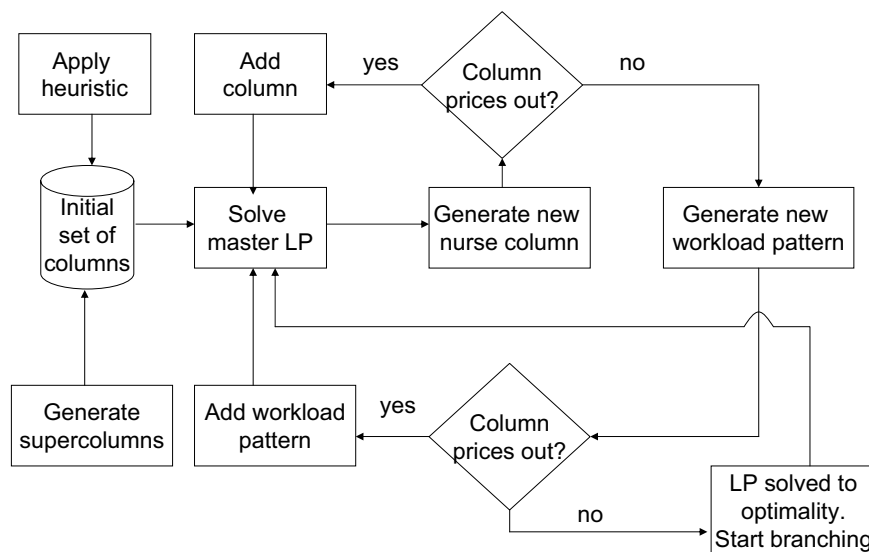 Apply
heuristic
Add
column
yes
Column
prices out?
no
Initial
set of
columns
Solve
master LP
Generate new
nurse column
Generate new
workload pattern
Generate
supercolumns
Add workload
pattern
yes
Column
prices out?
no
LP solved to
optimality.
Start branching